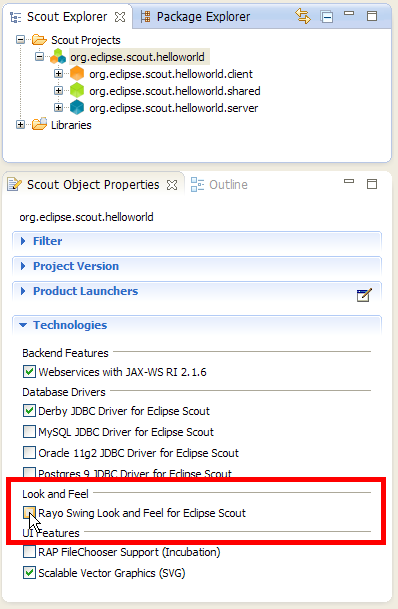 Scout Explorer Package Explorer
Scout Projects
org.eclipse.scout.helloworld
org.eclipse.scout.helloworld.client
org.eclipse.scout.helloworld.shared
org.eclipse.scout.helloworld.server
Libraries
Scout Object Properties Outline
org.eclipse.scout.helloworld
Filter
Project Version
Product Launchers
Technologies
Backend Features
Webservices with JAX-WS RI 2.1.6
Database Drivers
Derby JDBC Driver for Eclipse Scout
MySQL JDBC Driver for Eclipse Scout
Oracle 11g2 JDBC Driver for Eclipse Scout
Postgres 9 JDBC Driver for Eclipse Scout
Look and Feel
Rayo Swing Look and Feel for Eclipse Scout
UI Features
RAP FileChooser Support (Incubation)
Scalable Vector Graphics (SVG)